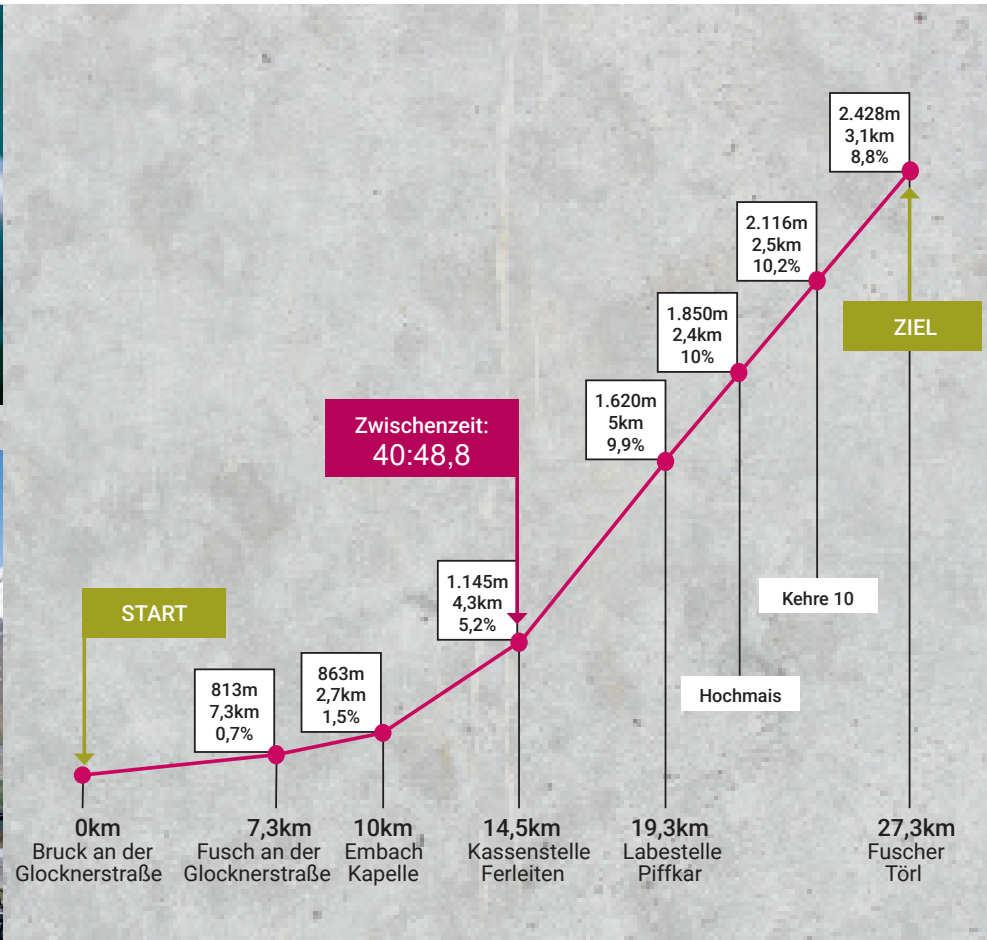 2.428m
3,1km
8,8%
2.116m
2,5km
10,2%
ZIEL
1.850m
2,4km
10%
1.620m
5km
9,9%
Zwischenzeit:
40:48,8
1.145m
4,3km
5,2%
Kehre 10
START
863m
2,7km
1,5%
813m
7,3km
0,7%
Hochmais
0km
Bruck an der
Glocknerstraße
7,3km
Fusch an der
Glocknerstraße
10km
Embach
Kapelle
14,5km
Kassenstelle
Ferleiten
19,3km
Labestelle
Piffkar
27,3km
Fuscher
Törl